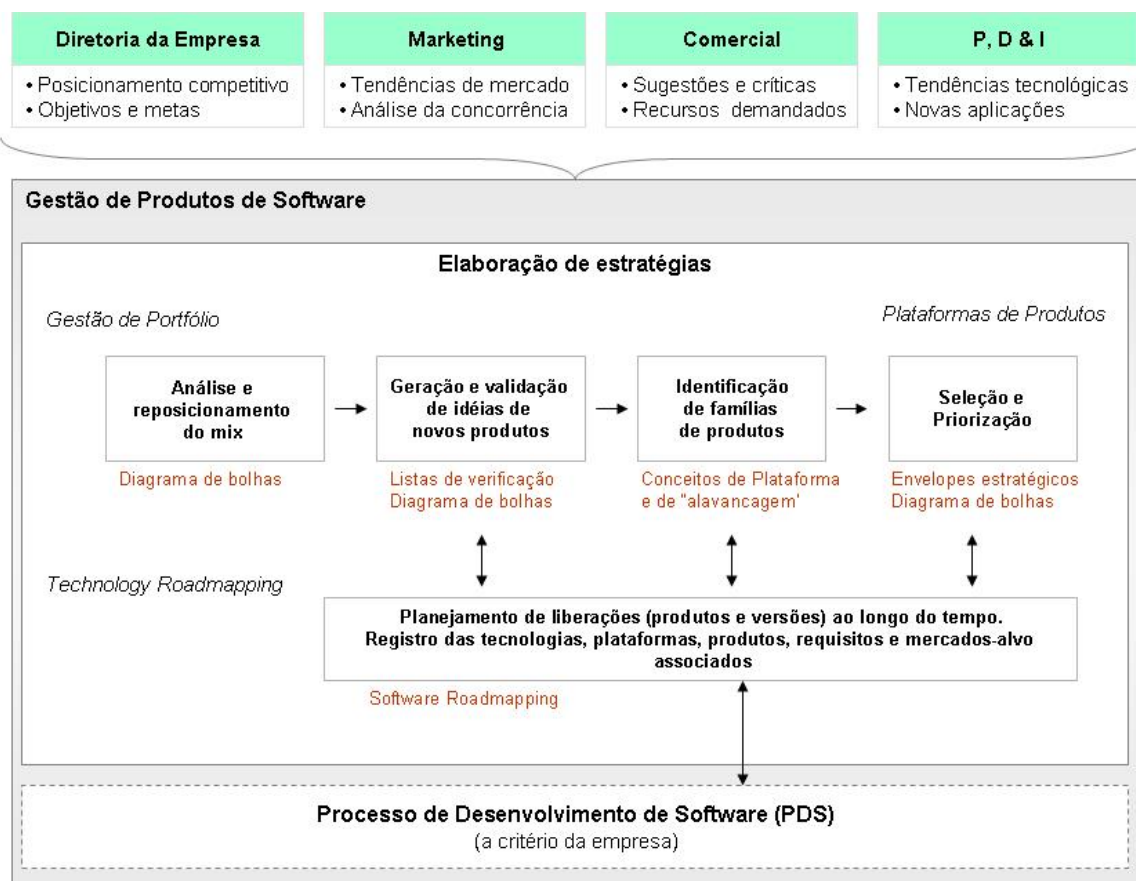 Diretoria da Empresa
• Posicionamento competitivo
• Objetivos e metas
Marketing
• Tendências de mercado
• Análise da concorrência
Comercial
• Sugestões e críticas
• Recursos demandados
P, D & I
• Tendências tecnológicas
• Novas aplicações
Gestão de Produtos de Software
Elaboração de estratégias
Gestão de Portfólio
Plataformas de Produtos
Análise e
reposicionamento
do mix
Diagrama de bolhas
Geração e validação
de idéias de
novos produtos
Listas de verificação
Diagrama de bolhas
Identificação
de famílias
de produtos
Conceitos de Plataforma
e de "alavancagem'
Seleção e
Priorização
Envelopes estratégicos
Diagrama de bolhas
Technology Roadmapping
Planejamento de liberações (produtos e versões) ao longo do tempo.
Registro das tecnologias, plataformas, produtos, requisitos e mercados-alvo
associados
Software Roadmapping
Processo de Desenvolvimento de Software (PDS)
(a critério da empresa)